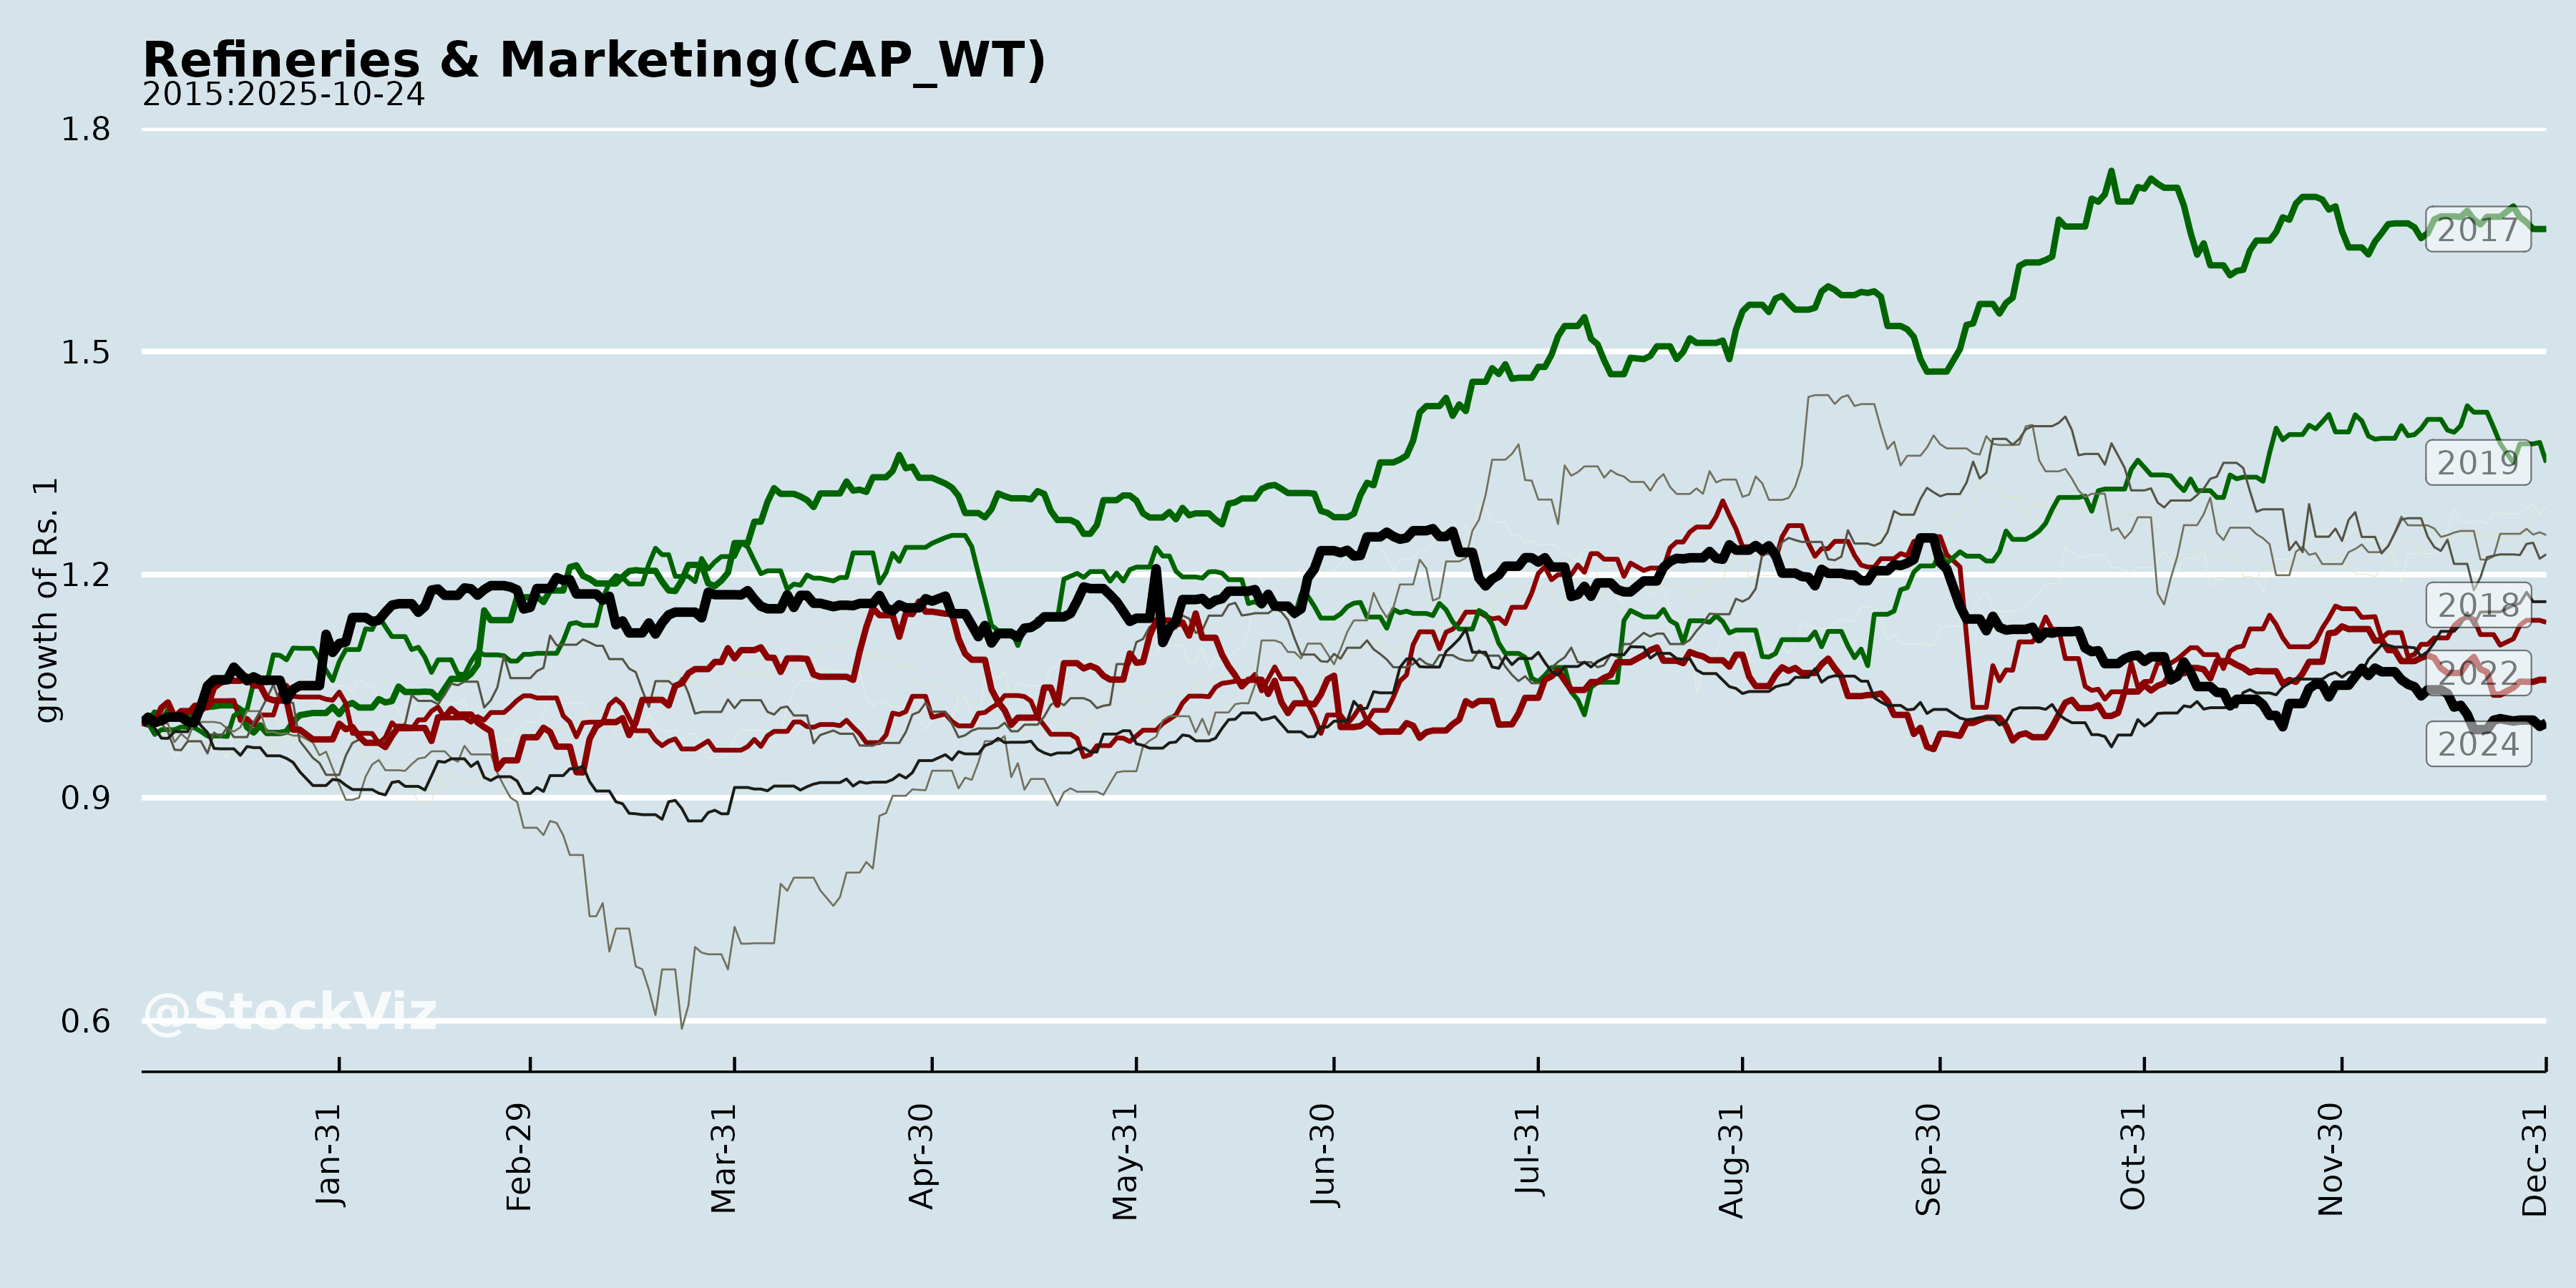 Refineries & Marketing(CAP_WT)
2015:2025-10-24
growth of Rs. 1
1.8
1.5
1.2
0.9
0.6
2017
2019
2018
2022
2024
@StockViz
Jan-31
Feb-29
Mar-31
Apr-30
May-31
Jun-30
Jul-31
Aug-31
Sep-30
Oct-31
Nov-30
Dec-31